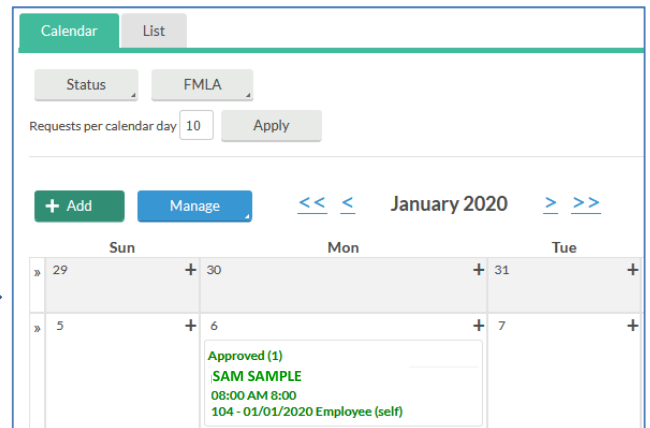 Calendar List
Status FMLA
Requests per calendar day 10 Apply
+ Add Manage << < January 2020 > >>
Sun Mon Tue
» 29 + 30 + 31 +
» 5 + 6 + 7 +
Approved (1)
SAM SAMPLE
08:00 AM 8:00
104 - 01/01/2020 Employee (self)